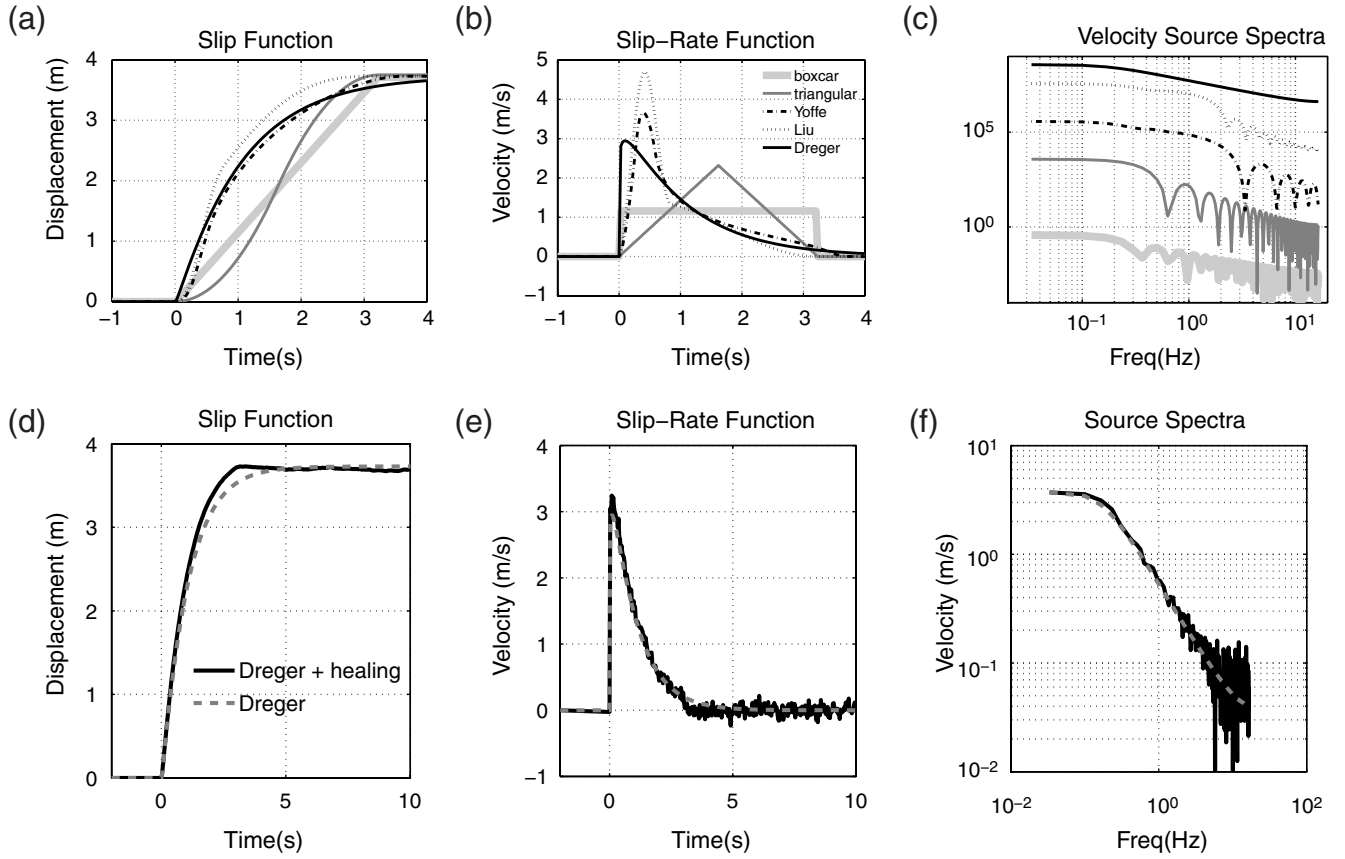 (a)
Slip Function
Displacement (m)
4
3
2
1
0
−1 0 1 2 3 4
Time(s)
(b)
Slip−Rate Function
Velocity (m/s)
5
4
3
2
1
0
−1
boxcar
triangular
Yoffe
Liu
Dreger
−1 0 1 2 3 4
Time(s)
(c)
Velocity Source Spectra
10^5
10^0
10^−1 10^0 10^1
Freq(Hz)
(d)
Slip Function
Displacement (m)
4
3
2
1
0
Dreger + healing
Dreger
0 5 10
Time(s)
(e)
Slip−Rate Function
Velocity (m/s)
4
3
2
1
0
−1
0 5 10
Time(s)
(f)
Source Spectra
Velocity (m/s)
10^1
10^0
10^−1
10^−2
10^−2 10^0 10^2
Freq(Hz)